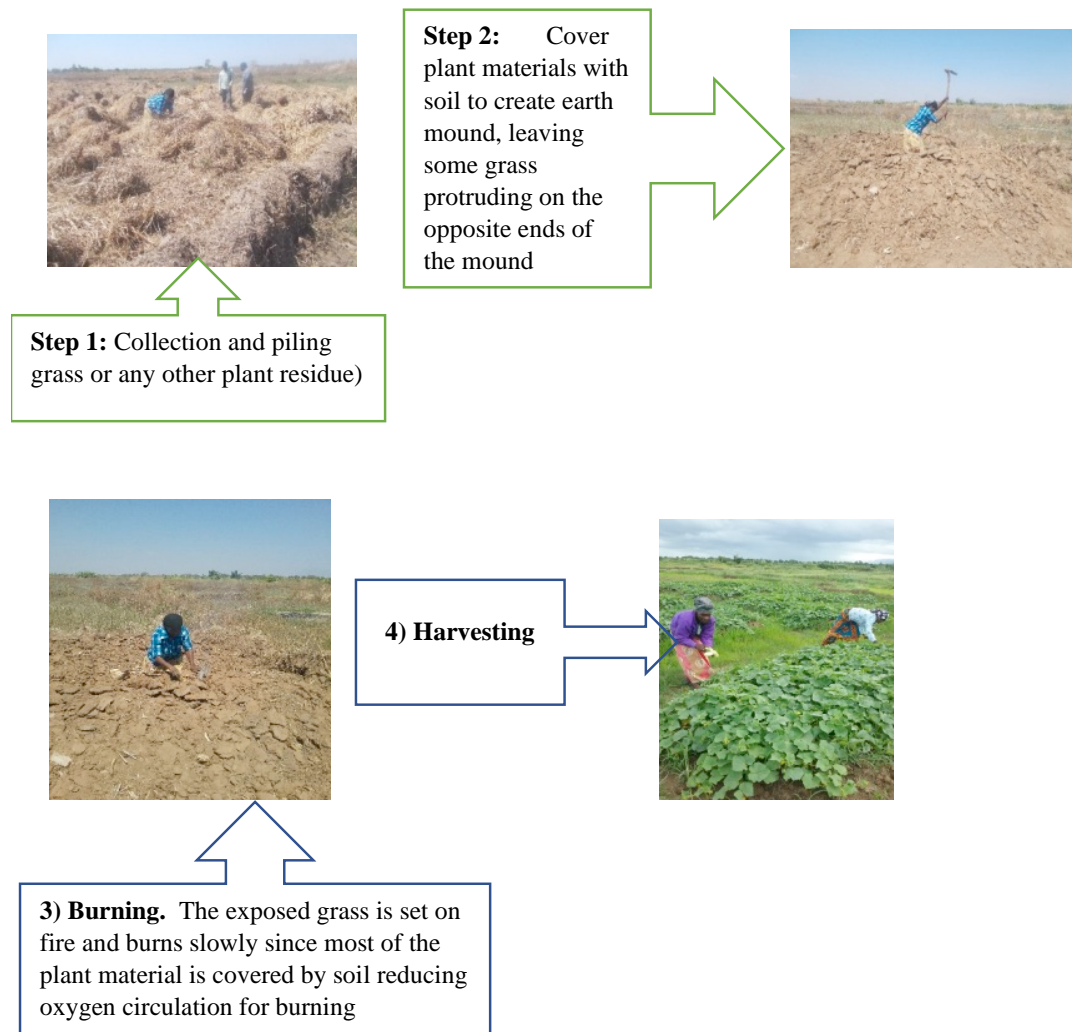 Step 2: Cover
plant materials with
soil to create earth
mound, leaving
some grass
protruding on the
opposite ends of
the mound
Step 1: Collection and piling
grass or any other plant residue)
4) Harvesting
3) Burning. The exposed grass is set on
fire and burns slowly since most of the
plant material is covered by soil reducing
oxygen circulation for burning